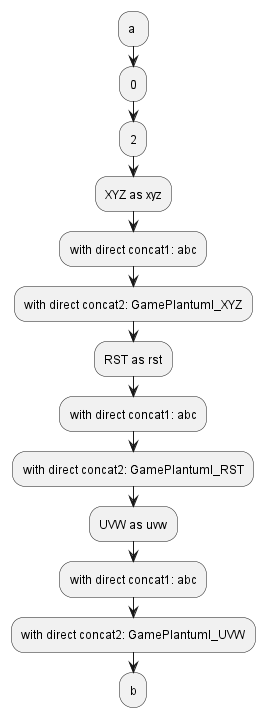 a
0
2
XYZ as xyz
with direct concat1: abc
with direct concat2: GamePlantuml_XYZ
RST as rst
with direct concat1: abc
with direct concat2: GamePlantuml_RST
UVW as uvw
with direct concat1: abc
with direct concat2: GamePlantuml_UVW
b